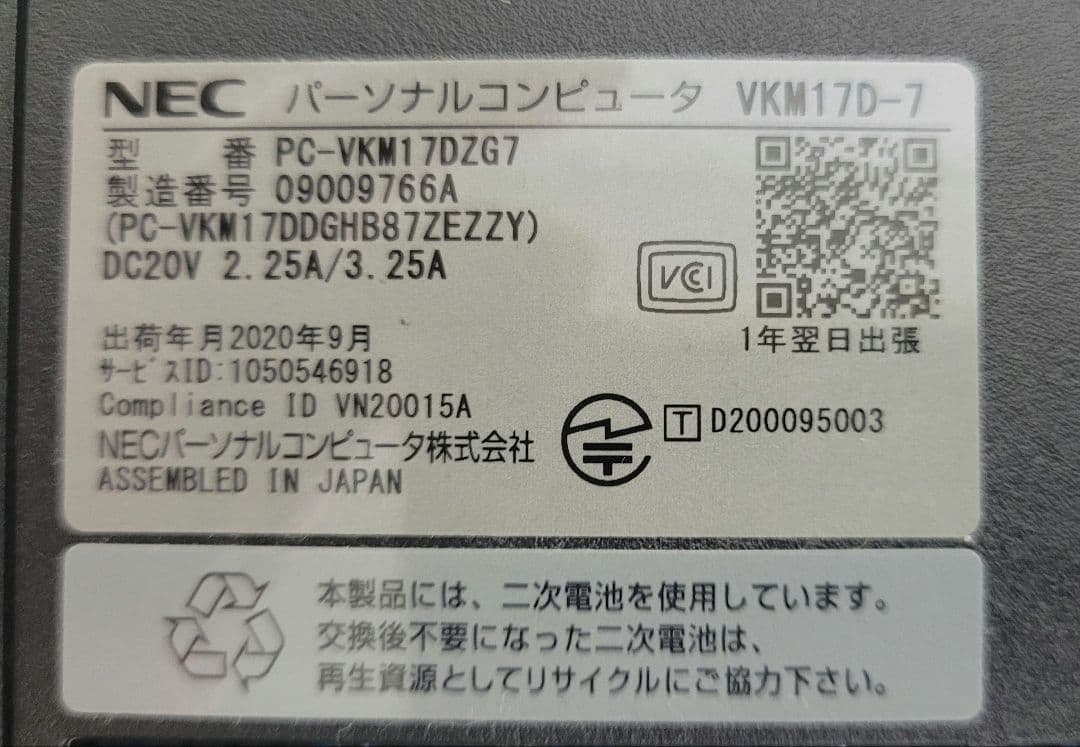 NEC パーソナルコンピュータ VKM17D-7
型 番 PC-VKM17DZG7
製造番号 09009766A
(PC-VKM17DDGHB87ZEZZY)
DC20V 2.25A/3.25A
VCI
1年翌日出張
出荷年月2020年9月
ｻｰﾋﾞｽID:1050546918
Compliance ID VN20015A
T D200095003
NECパーソナルコンピュータ株式会社
ASSEMBLED IN JAPAN
本製品には、二次電池を使用しています。
交換後不要になった二次電池は、
再生資源としてリサイクルにご協力下さい。